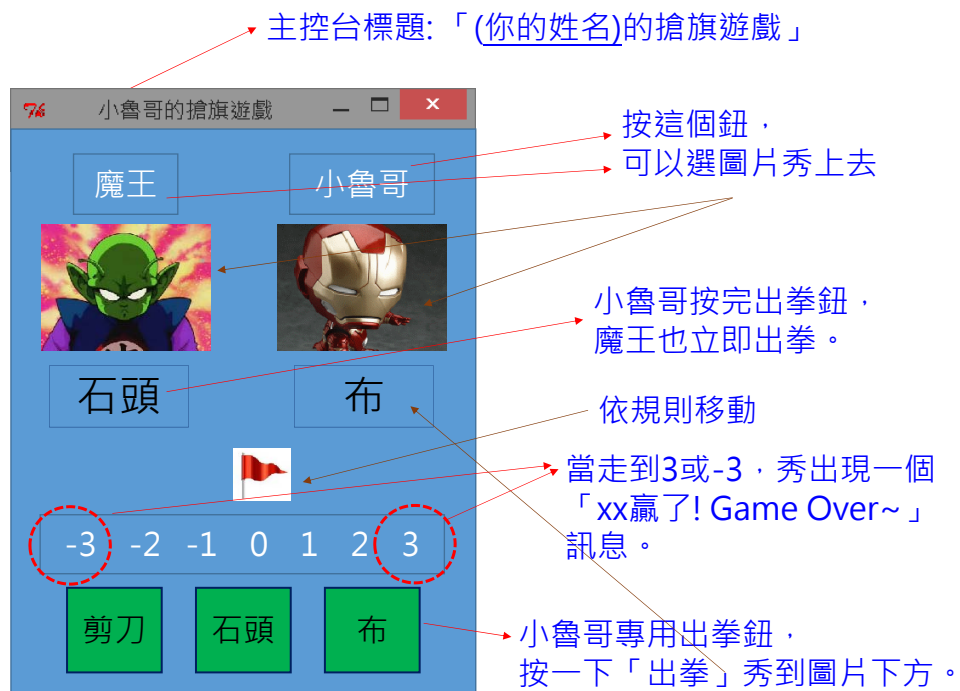 主控台標題: 「(你的姓名)的搶旗遊戲」
小魯哥的搶旗遊戲
魔王
小魯哥
按這個鈕，
可以選圖片秀上去
小魯哥按完出拳鈕，
魔王也立即出拳。
石頭
布
依規則移動
當走到3或-3，秀出現一個
「xx贏了! Game Over~」
訊息。
-3 -2 -1 0 1 2 3
剪刀
石頭
布
小魯哥專用出拳鈕，
按一下「出拳」秀到圖片下方。